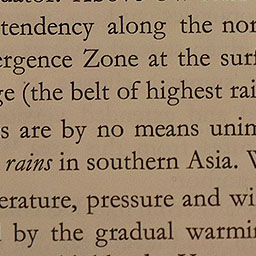 tendency along the nor
ergence Zone at the surf
ge (the belt of highest rai
s are by no means unim
rains in southern Asia. W
erature, pressure and wi
by the gradual warmin